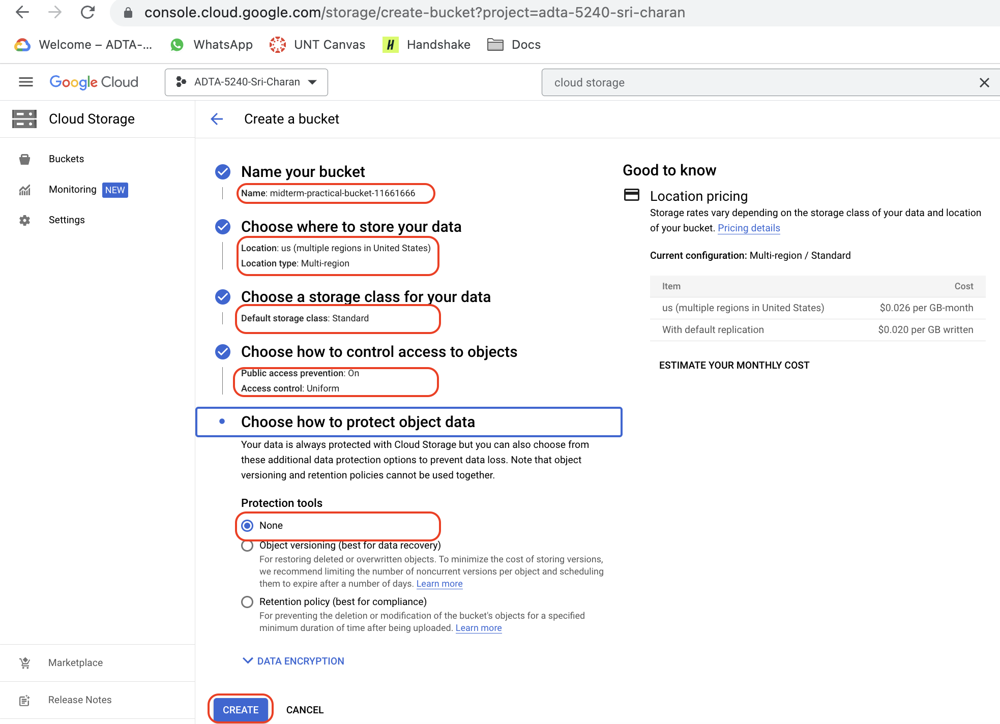 console.cloud.google.com/storage/create-bucket?project=adta-5240-sri-charan
Welcome – ADTA-...
WhatsApp
UNT Canvas
H Handshake
Docs
Google Cloud
ADTA-5240-Sri-Charan
cloud storage
Cloud Storage
Buckets
Monitoring NEW
Settings
Marketplace
Release Notes
Create a bucket
Name your bucket
Name: midterm-practical-bucket-11661666
Choose where to store your data
Location: us (multiple regions in United States)
Location type: Multi-region
Choose a storage class for your data
Default storage class: Standard
Choose how to control access to objects
Public access prevention: On
Access control: Uniform
Choose how to protect object data
Your data is always protected with Cloud Storage but you can also choose from
these additional data protection options to prevent data loss. Note that object
versioning and retention policies cannot be used together.
Protection tools
None
Object versioning (best for data recovery)
For restoring deleted or overwritten objects. To minimize the cost of storing versions,
we recommend limiting the number of noncurrent versions per object and scheduling
them to expire after a number of days. Learn more
Retention policy (best for compliance)
For preventing the deletion or modification of the bucket's objects for a specified
minimum duration of time after being uploaded. Learn more
DATA ENCRYPTION
CREATE
CANCEL
Good to know
Location pricing
Storage rates vary depending on the storage class of your data and location
of your bucket. Pricing details
Current configuration: Multi-region / Standard
Item Cost
us (multiple regions in United States) $0.026 per GB-month
With default replication $0.020 per GB written
ESTIMATE YOUR MONTHLY COST